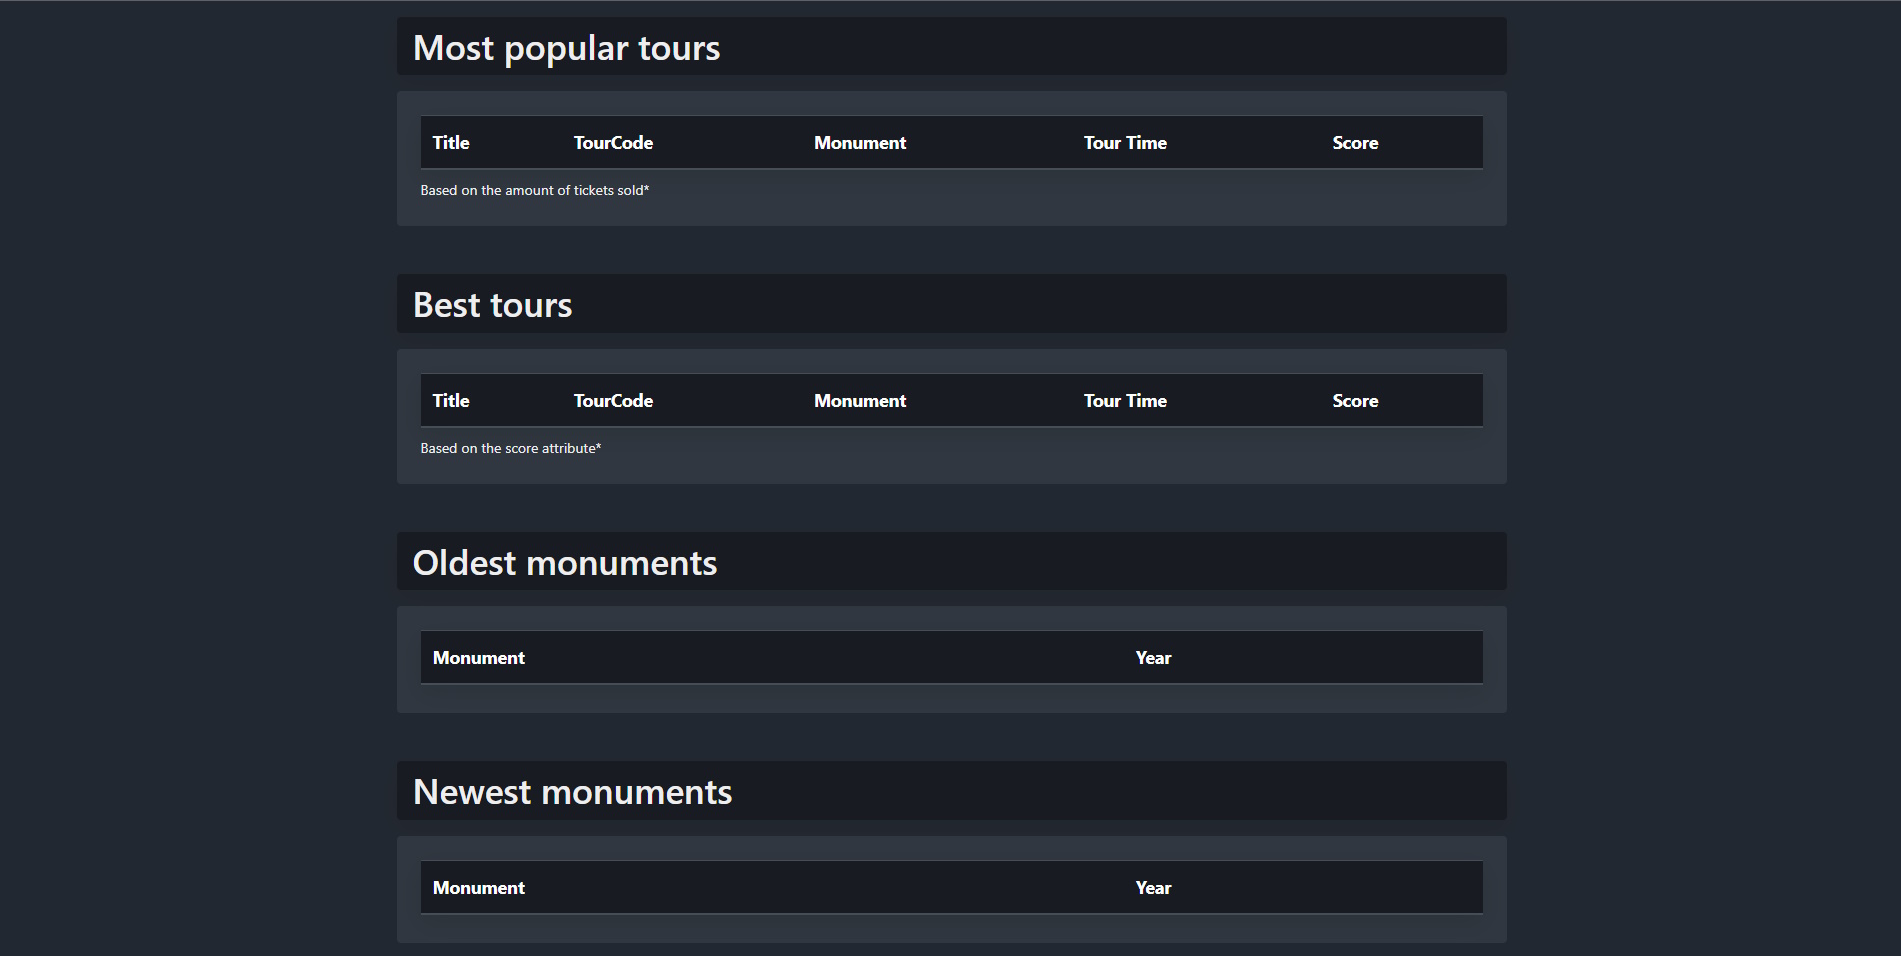 Most popular tours
Title TourCode Monument Tour Time Score
Based on the amount of tickets sold*
Best tours
Title TourCode Monument Tour Time Score
Based on the score attribute*
Oldest monuments
Monument Year
Newest monuments
Monument Year